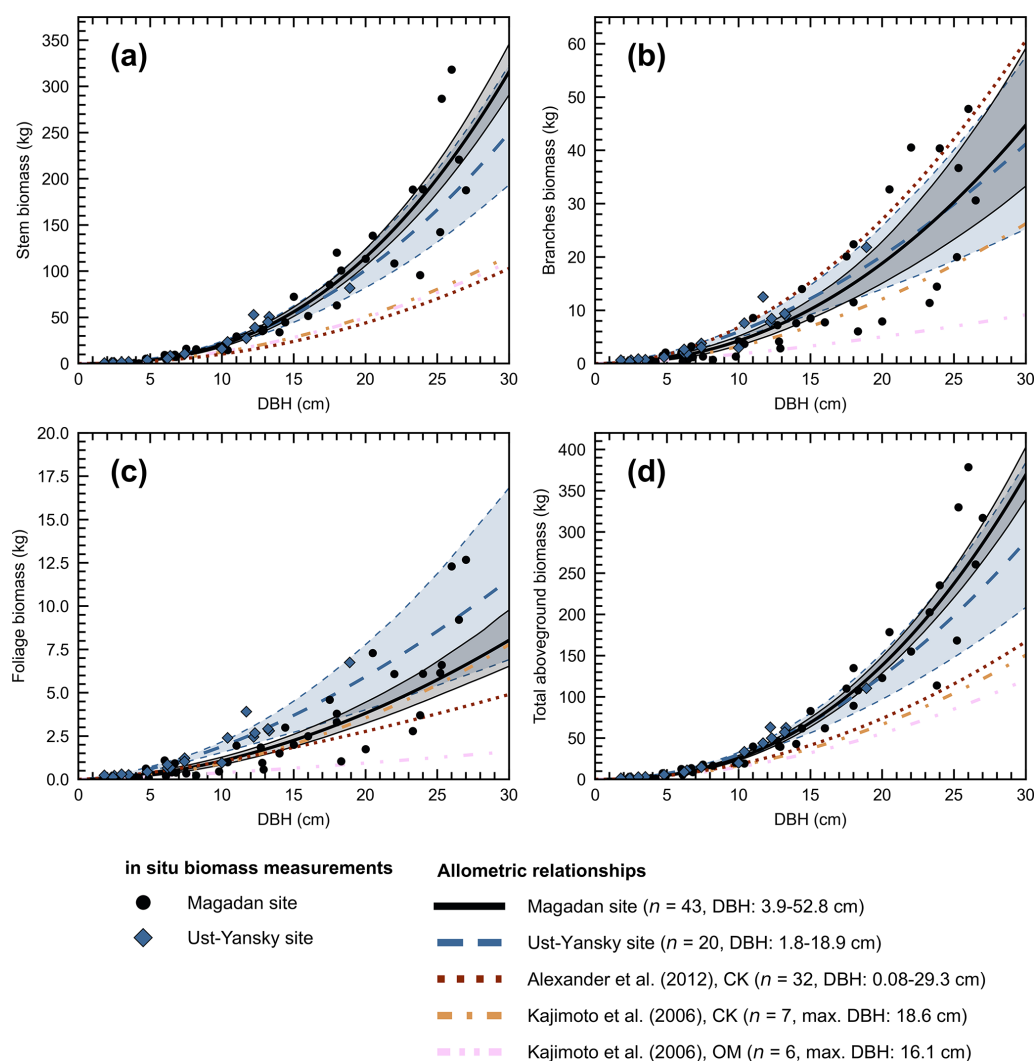 (a)
Stem biomass (kg)
350
300
250
200
150
100
50
0
0 5 10 15 20 25 30
DBH (cm)
(b)
Branches biomass (kg)
60
50
40
30
20
10
0
0 5 10 15 20 25 30
DBH (cm)
(c)
Foliage biomass (kg)
20.0
17.5
15.0
12.5
10.0
7.5
5.0
2.5
0.0
0 5 10 15 20 25 30
DBH (cm)
(d)
Total aboveground biomass (kg)
400
350
300
250
200
150
100
50
0
0 5 10 15 20 25 30
DBH (cm)
in situ biomass measurements
Magadan site
Ust-Yansky site
Allometric relationships
Magadan site (n = 43, DBH: 3.9-52.8 cm)
Ust-Yansky site (n = 20, DBH: 1.8-18.9 cm)
Alexander et al. (2012), CK (n = 32, DBH: 0.08-29.3 cm)
Kajimoto et al. (2006), CK (n = 7, max. DBH: 18.6 cm)
Kajimoto et al. (2006), OM (n = 6, max. DBH: 16.1 cm)